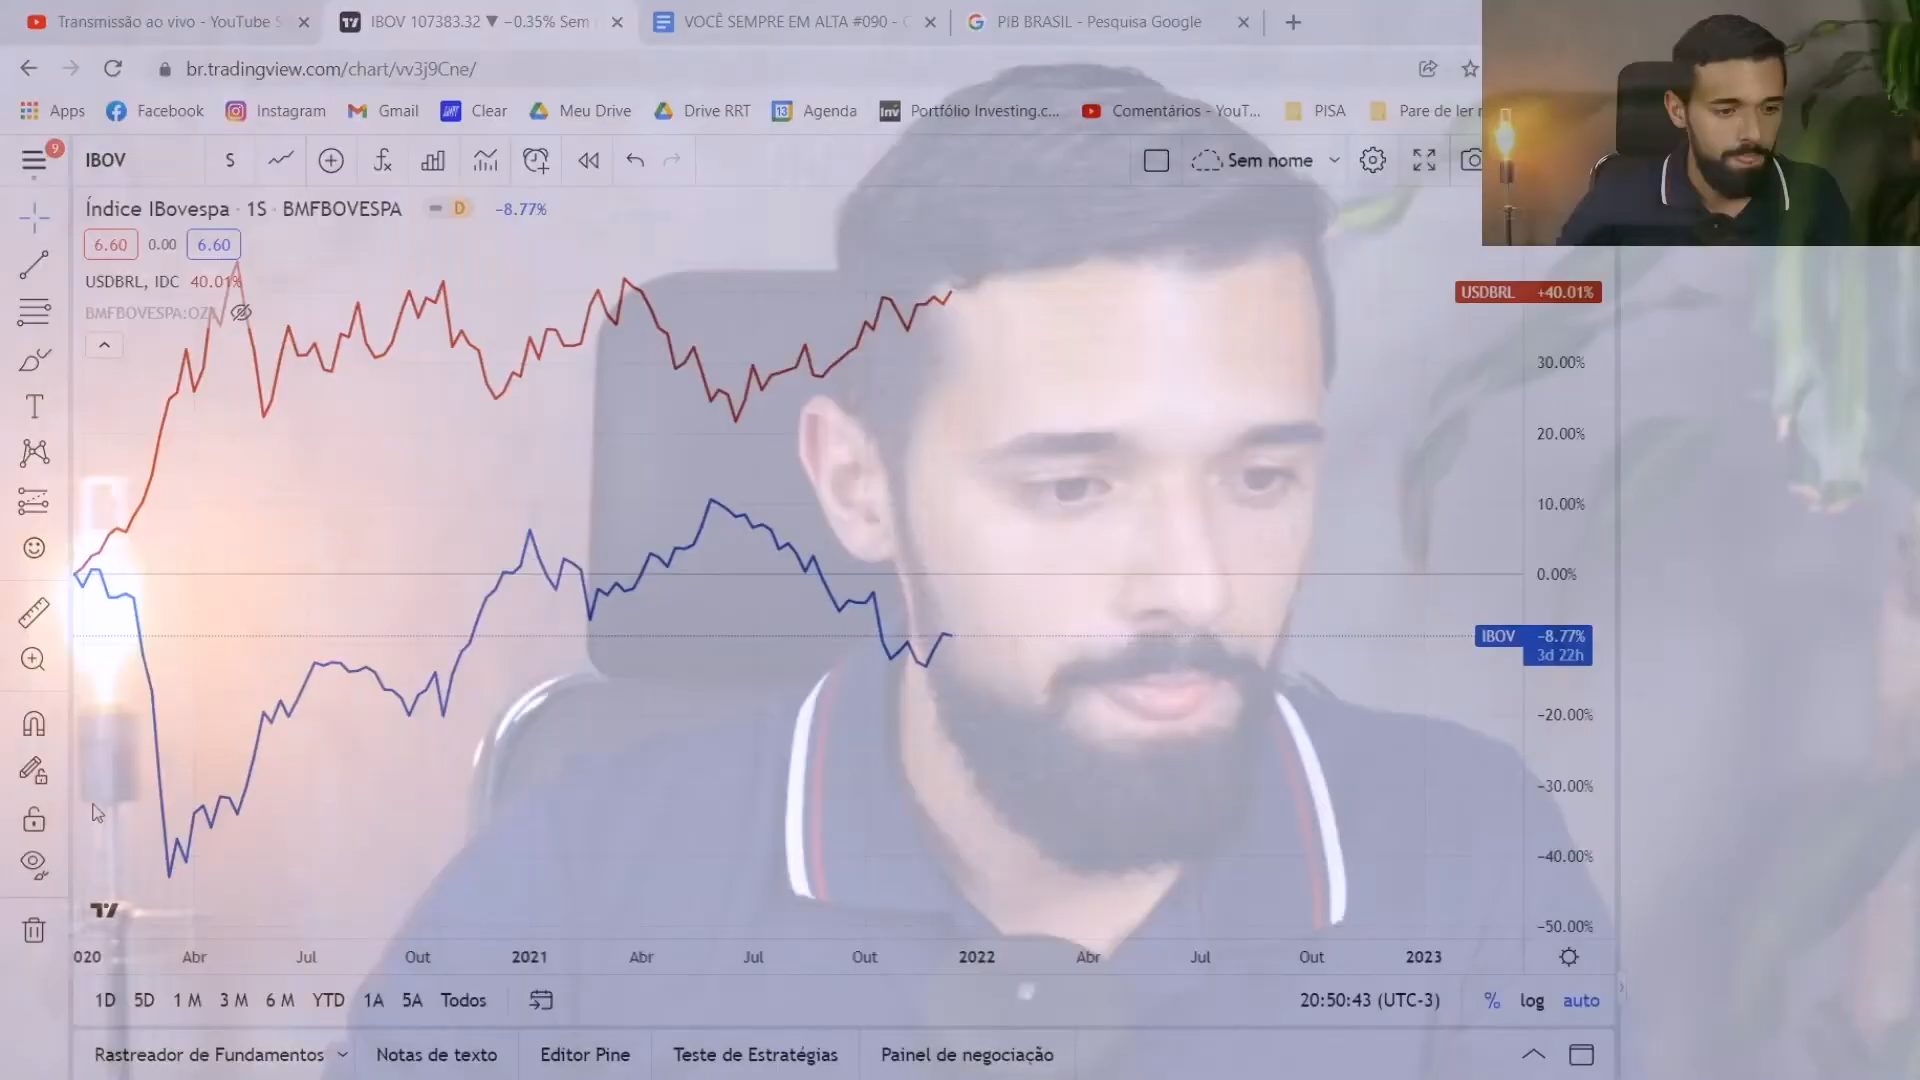 Transmissão ao vivo - YouTube S
IBOV 107383.32 ▼ −0.35% Sem
VOCÊ SEMPRE EM ALTA #090 -
PIB BRASIL - Pesquisa Google
br.tradingview.com/chart/vv3j9Cne/
Apps
Facebook
Instagram
Gmail
Clear
Meu Drive
Drive RRT
13 Agenda
Inv Portfólio Investing.c...
Comentários - YouT...
PISA
Pare de ler
9
IBOV
S
Sem nome
Índice IBovespa · 1S · BMFBOVESPA
D
−8.77%
6.60 0.00 6.60
USDBRL, IDC 40.01%
USDBRL +40.01%
30.00%
20.00%
10.00%
0.00%
IBOV −8.77%
3d 22h
−20.00%
−30.00%
−40.00%
−50.00%
020 Abr Jul Out 2021 Abr Jul Out 2022 Abr Jul Out 2023
1D 5D 1 M 3 M 6 M YTD 1A 5A Todos
20:50:43 (UTC-3) % log auto
Rastreador de Fundamentos Notas de texto Editor Pine Teste de Estratégias Painel de negociação